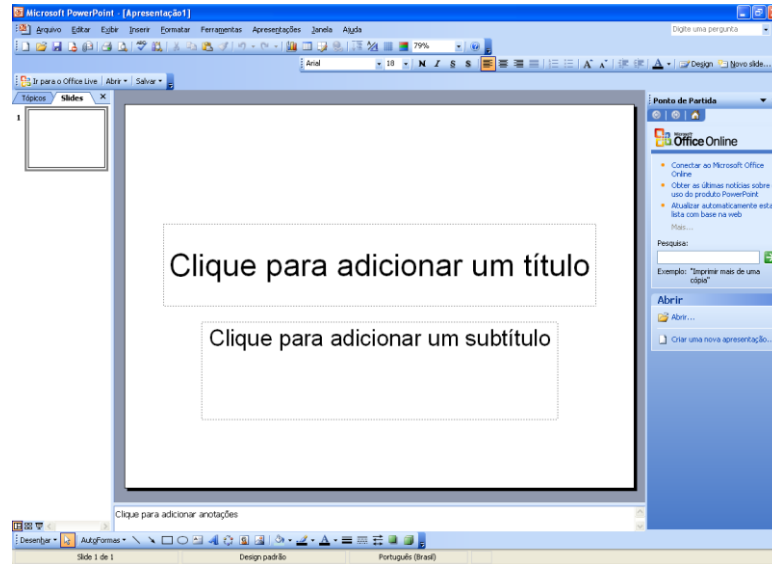 Microsoft PowerPoint - [Apresentação1]
Arquivo Editar Exibir Inserir Formatar Ferramentas Apresentações Janela Ajuda
Digite uma pergunta
79%
Arial 18 N I S S Design Novo slide...
Ir para o Office Live Abrir Salvar
Tópicos Slides
1
Clique para adicionar um título
Clique para adicionar um subtítulo
Clique para adicionar anotações
Ponto de Partida
Microsoft
Office Online
Conectar ao Microsoft Office
Online
Obter as últimas notícias sobre
uso do produto PowerPoint
Atualizar automaticamente esta
lista com base na web
Mais...
Pesquisa:
Exemplo: "Imprimir mais de uma
cópia"
Abrir
Abrir...
Criar uma nova apresentação...
Desenhar AutoFormas
Slide 1 de 1 Design padrão Português (Brasil)